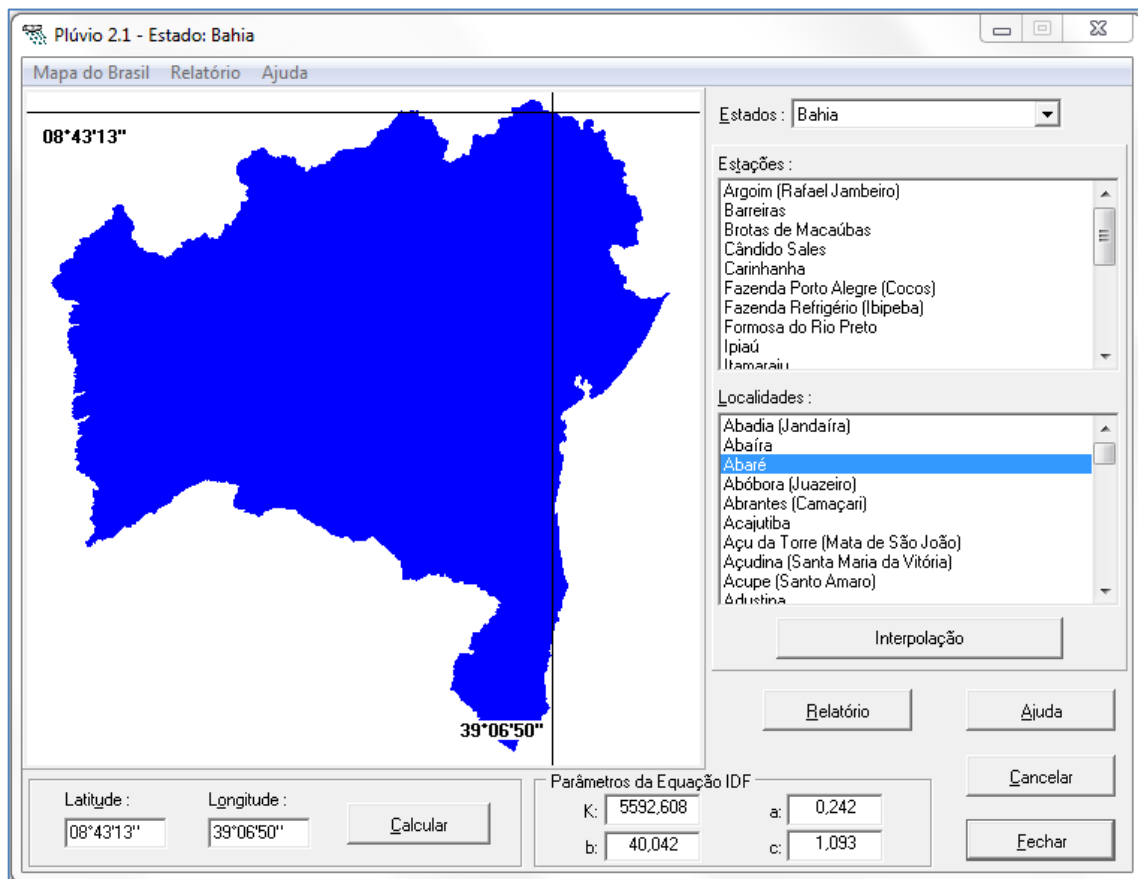 Plúvio 2.1 - Estado: Bahia
Mapa do Brasil Relatório Ajuda
08°43'13"
39°06'50"
Estados : Bahia
Estações :
Argoim (Rafael Jambeiro)
Barreiras
Brotas de Macaúbas
Cândido Sales
Carinhanha
Fazenda Porto Alegre (Cocos)
Fazenda Refrigério (Ibipeba)
Formosa do Rio Preto
Ipiaú
Itamaraju
Localidades :
Abadia (Jandaíra)
Abaíra
Abaré
Abóbora (Juazeiro)
Abrantes (Camaçari)
Acajutiba
Açu da Torre (Mata de São João)
Açudina (Santa Maria da Vitória)
Acupe (Santo Amaro)
Adustina
Interpolação
Relatório
Ajuda
Cancelar
Fechar
Latitude :
08°43'13''
Longitude :
39°06'50''
Calcular
Parâmetros da Equação IDF
K: 5592,608
a: 0,242
b: 40,042
c: 1,093